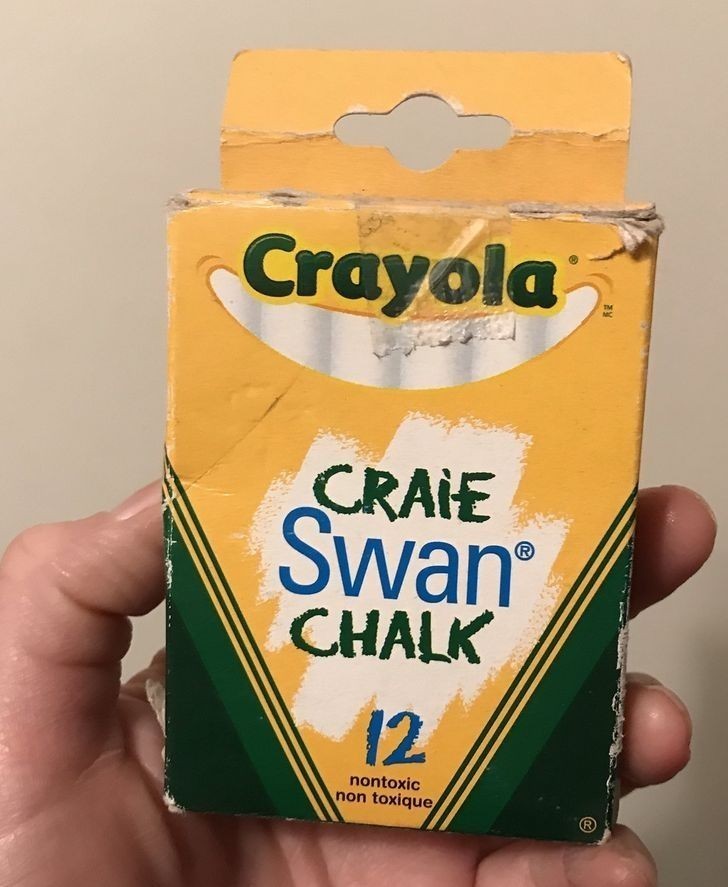 Crayola®
TM
MC
CRAiE
Swan®
CHALK
12
nontoxic
non toxique
®